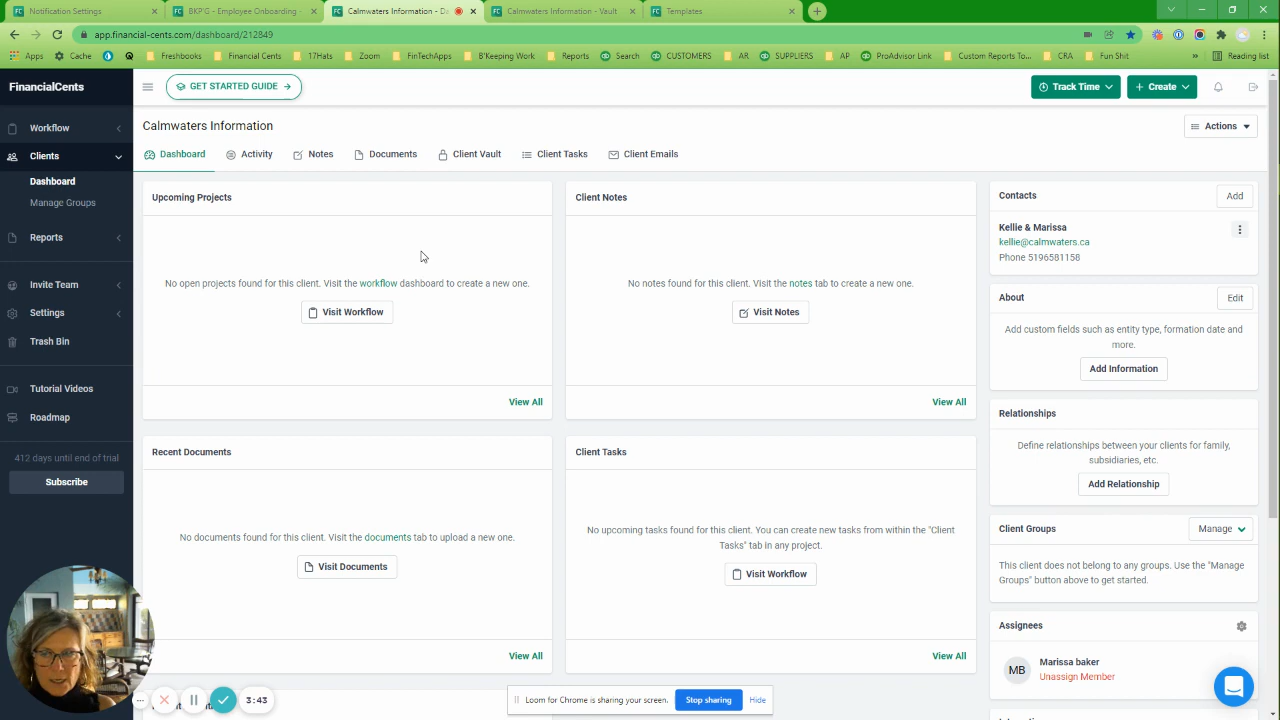 Notification Settings
BKPG - Employee Onboarding -
Calmwaters Information - Da
Calmwaters Information - Vault
Templates
app.financial-cents.com/dashboard/212849
Apps
Cache
Freshbooks
Financial Cents
17Hats
Zoom
FinTechApps
B'Keeping Work
Reports
Search
CUSTOMERS
AR
SUPPLIERS
AP
ProAdvisor Link
Custom Reports To...
CRA
Fun Shit
»
Reading list
FinancialCents
GET STARTED GUIDE →
Track Time
+ Create
Workflow
Clients
Dashboard
Manage Groups
Reports
Invite Team
Settings
Trash Bin
Tutorial Videos
Roadmap
412 days until end of trial
Subscribe
Calmwaters Information
Actions
Dashboard
Activity
Notes
Documents
Client Vault
Client Tasks
Client Emails
Upcoming Projects
No open projects found for this client. Visit the workflow dashboard to create a new one.
Visit Workflow
View All
Client Notes
No notes found for this client. Visit the notes tab to create a new one.
Visit Notes
View All
Recent Documents
No documents found for this client. Visit the documents tab to upload a new one.
Visit Documents
View All
Client Tasks
No upcoming tasks found for this client. You can create new tasks from within the "Client
Tasks" tab in any project.
Visit Workflow
View All
Contacts
Add
Kellie & Marissa
kellie@calmwaters.ca
Phone 5196581158
About
Edit
Add custom fields such as entity type, formation date and
more.
Add Information
Relationships
Define relationships between your clients for family,
subsidiaries, etc.
Add Relationship
Client Groups
Manage
This client does not belong to any groups. Use the "Manage
Groups" button above to get started.
Assignees
MB
Marissa baker
Unassign Member
3:43
Loom for Chrome is sharing your screen.
Stop sharing
Hide